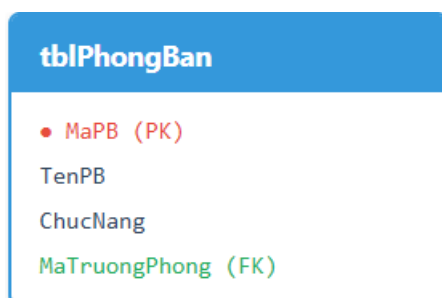 tblPhongBan
● MaPB (PK)
TenPB
ChucNang
MaTruongPhong (FK)